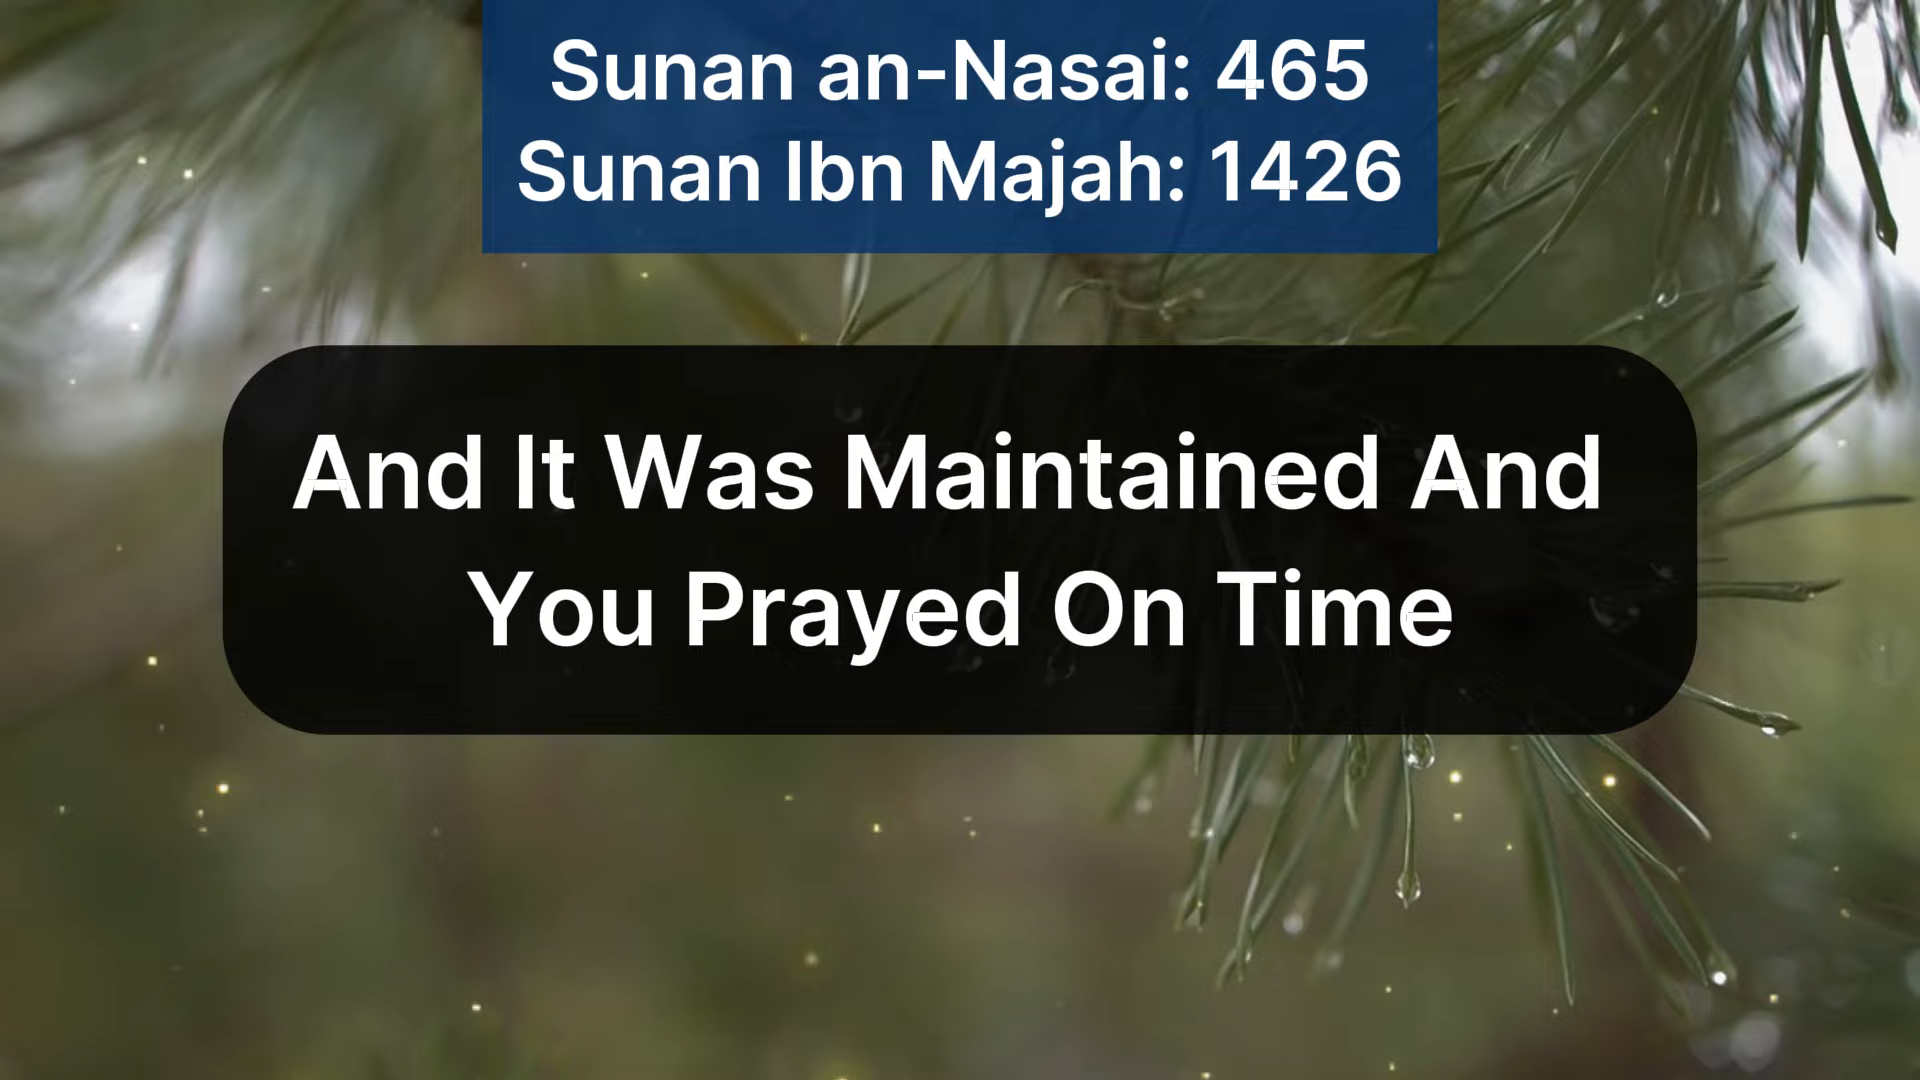 Sunan an-Nasai: 465
Sunan Ibn Majah: 1426
And It Was Maintained And
You Prayed On Time